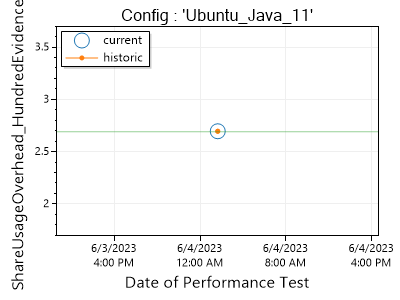 Config : 'Ubuntu_Java_11'
current
historic
ShareUsageOverhead_HundredEvidence
3.5
3
2.5
2
6/3/2023
4:00 PM
6/4/2023
12:00 AM
6/4/2023
8:00 AM
6/4/2023
4:00 PM
Date of Performance Test